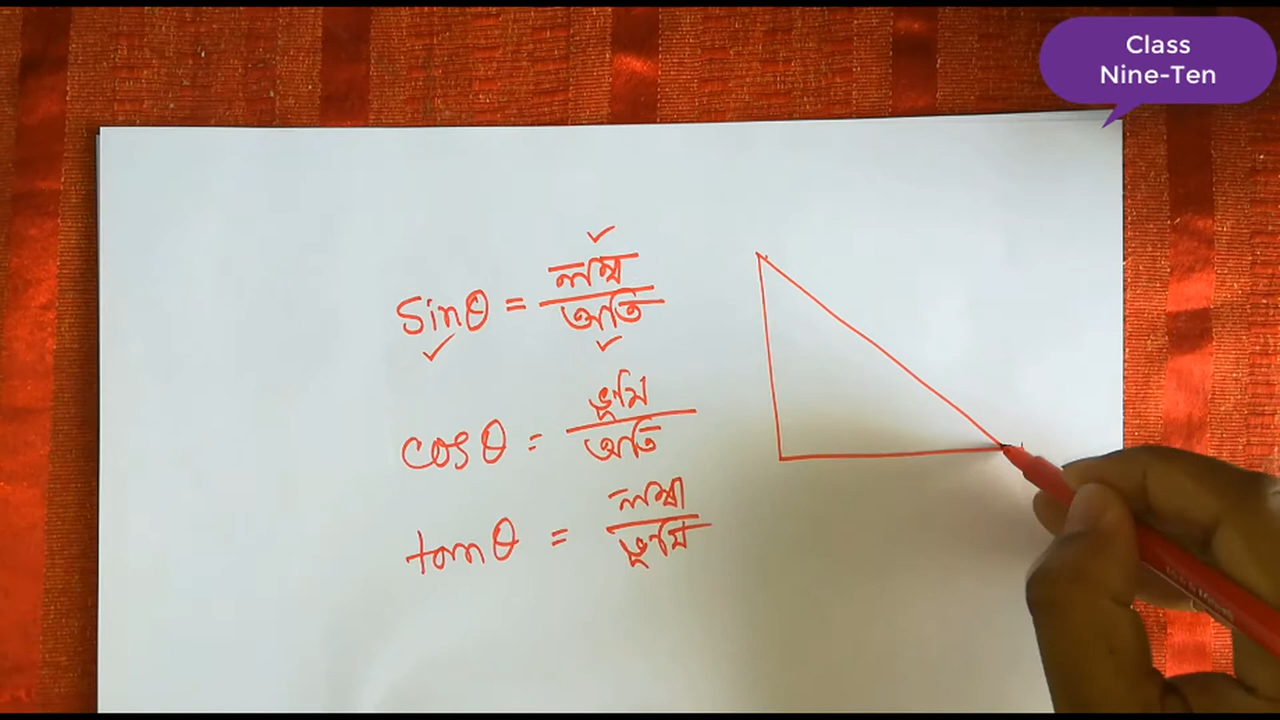 Class
Nine-Ten
sinθ = লম্ব / অতি
cosθ = ভূমি / অতি
tanθ = লম্ব / ভূমি